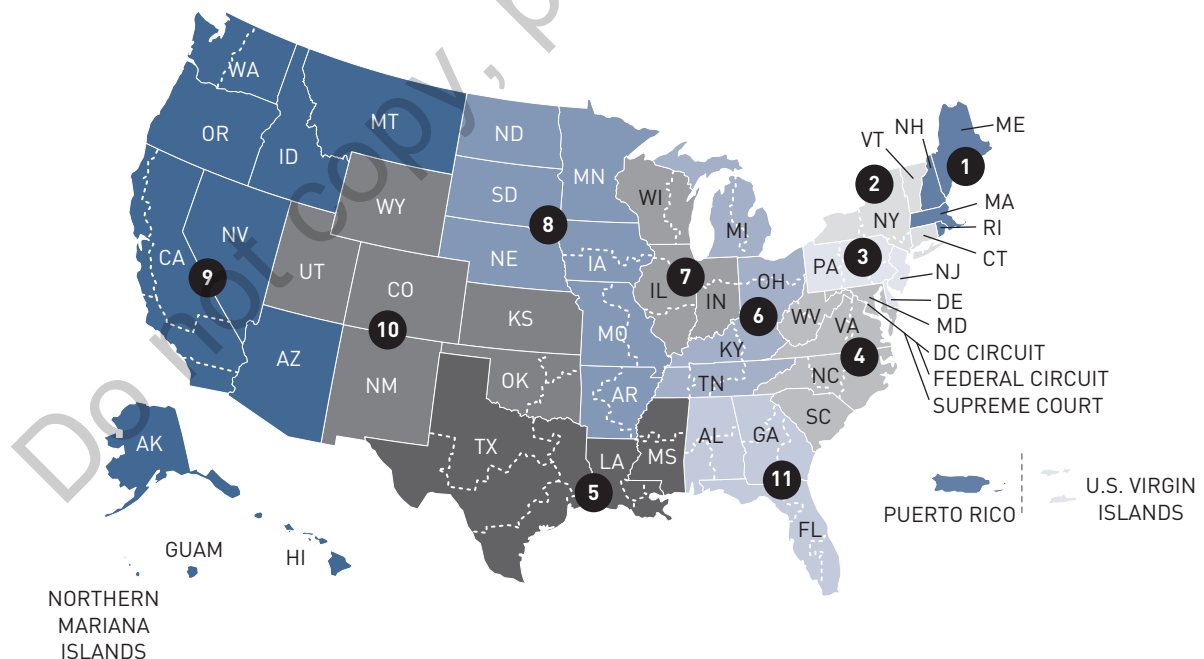 Do not copy, p
WA
OR
ID
MT
ND
SD
MN
WY
NE
IA
WI
MI
NV
CA
UT
CO
KS
MO
IL
IN
OH
KY
WV
VA
PA
NY
VT
NH
ME
MA
RI
CT
NJ
DE
MD
DC CIRCUIT
FEDERAL CIRCUIT
SUPREME COURT
AZ
NM
OK
AR
TN
NC
SC
TX
LA
MS
AL
GA
FL
1
2
3
4
5
6
7
8
9
10
11
AK
HI
GUAM
NORTHERN
MARIANA
ISLANDS
PUERTO RICO
U.S. VIRGIN
ISLANDS